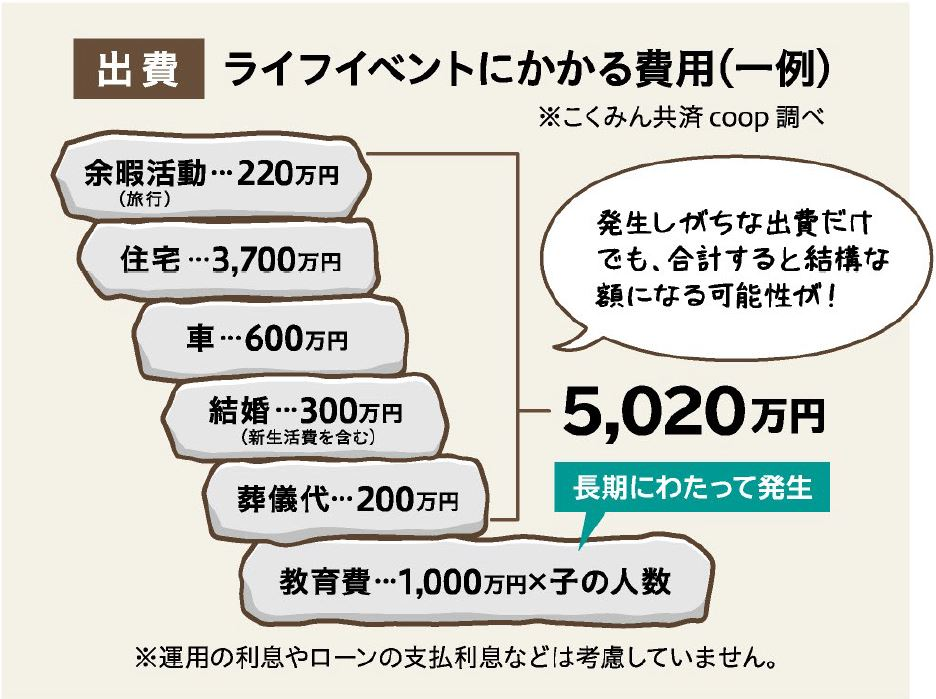 出費 ライフイベントにかかる費用(一例)
※こくみん共済 coop 調べ
余暇活動…220万円
(旅行)
住宅…3,700万円
車…600万円
結婚…300万円
(新生活費を含む)
葬儀代…200万円
教育費…1,000万円×子の人数
発生しがちな出費だけ
でも、合計すると結構な
額になる可能性が!
5,020万円
長期にわたって発生
※運用の利息やローンの支払利息などは考慮していません。